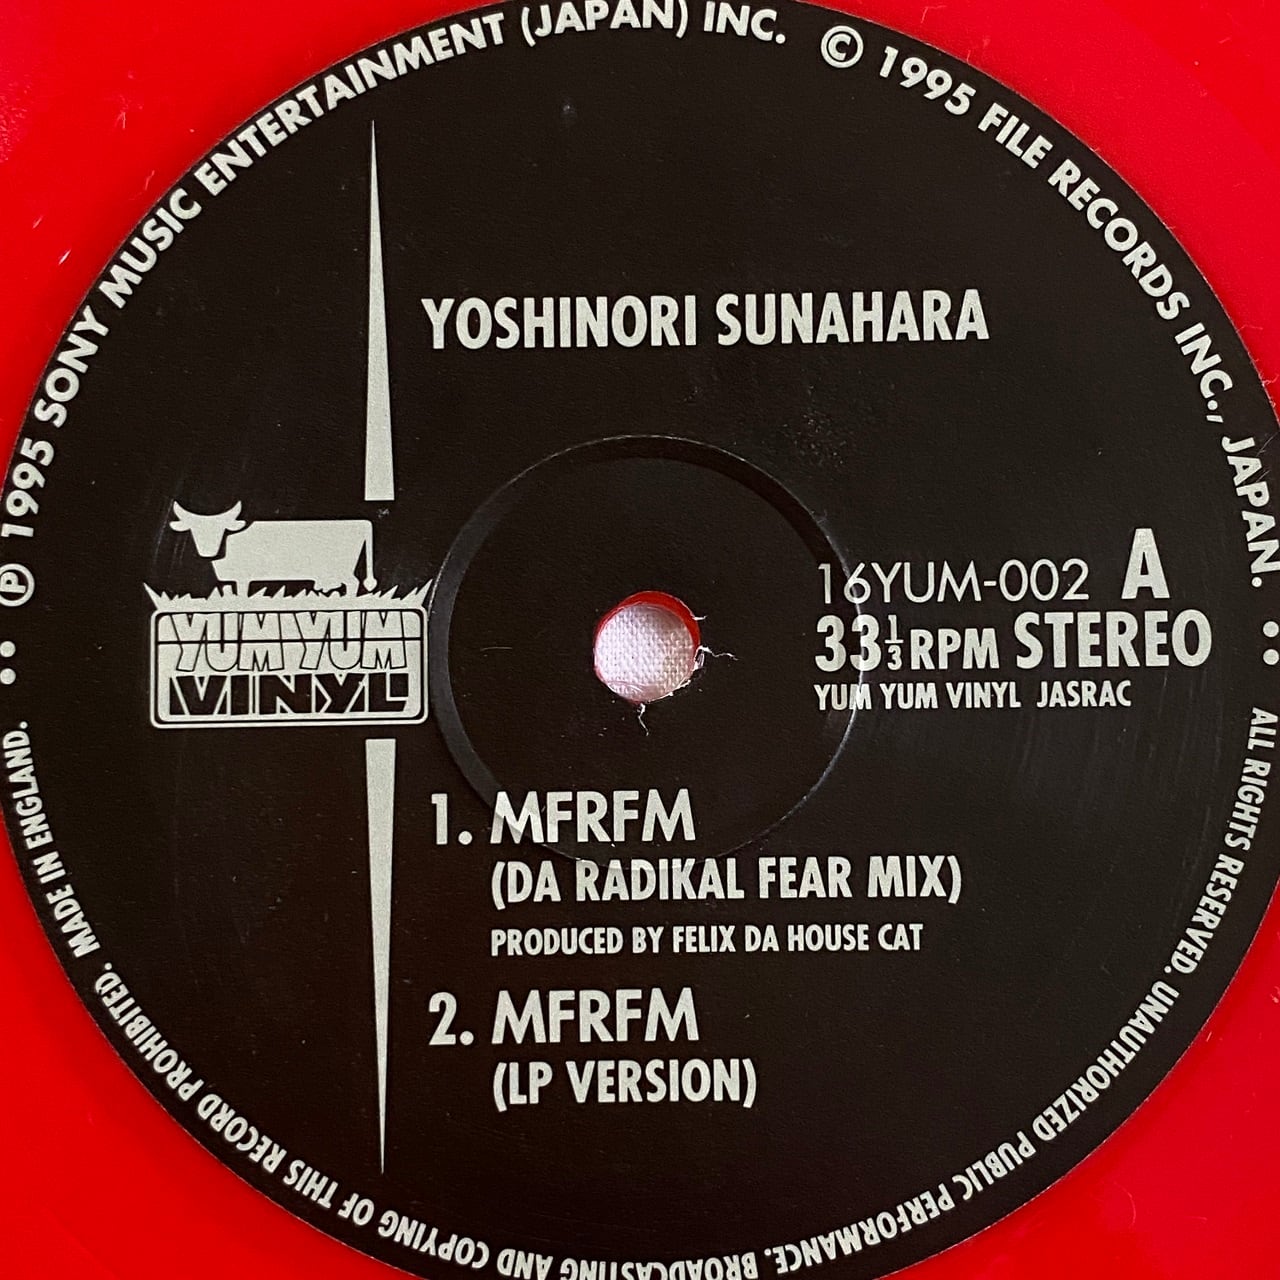 ℗ 1995 SONY MUSIC ENTERTAINMENT (JAPAN) INC. © 1995 FILE RECORDS INC., JAPAN.
YOSHINORI SUNAHARA
YUM YUM
VINYL
16YUM-002 A
33 1/3 RPM STEREO
YUM YUM VINYL JASRAC
1. MFRFM
(DA RADIKAL FEAR MIX)
PRODUCED BY FELIX DA HOUSE CAT
2. MFRFM
(LP VERSION)
ALL RIGHTS RESERVED. UNAUTHORIZED PUBLIC PERFORMANCE. BROADCASTING AND COPYING OF THIS RECORD PROHIBITED. MADE IN ENGLAND.